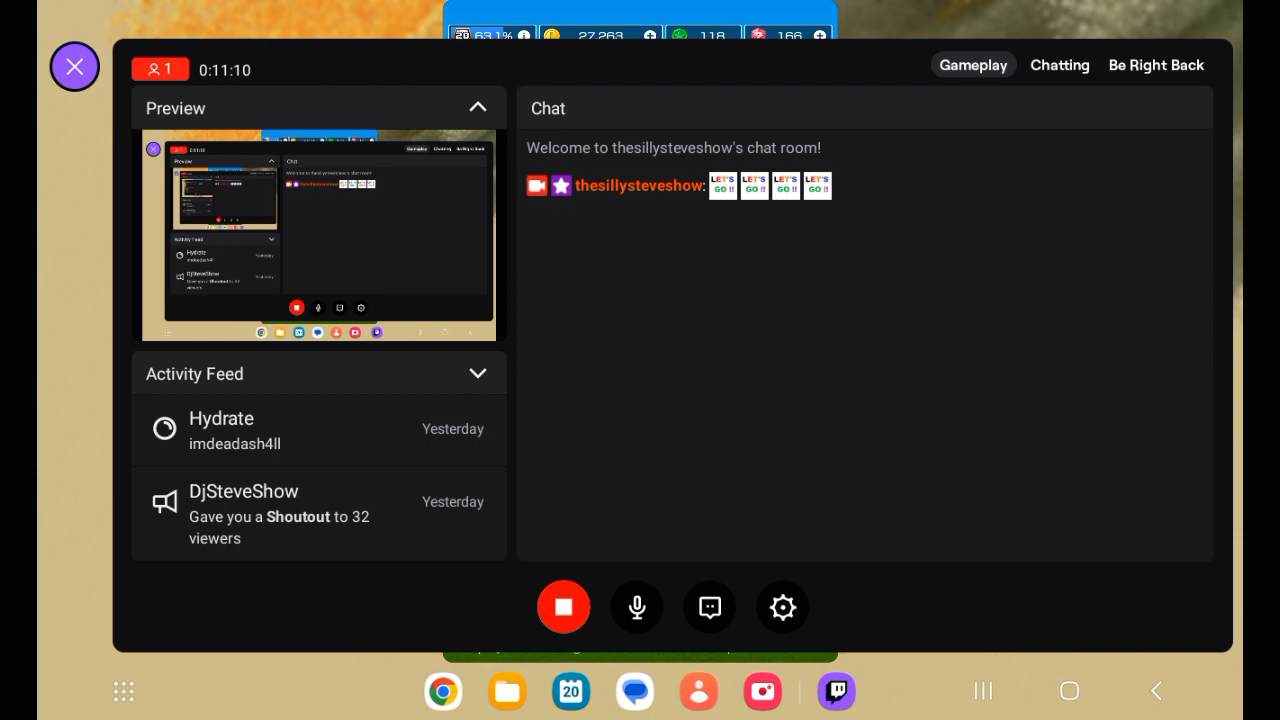 20 63.1% 27,263 118 166
1 0:11:10 Gameplay Chatting Be Right Back
Preview
Activity Feed
Hydrate
imdeadash4ll
Yesterday
DjSteveShow
Gave you a Shoutout to 32
viewers
Yesterday
Chat
Welcome to thesillysteveshow's chat room!
thesillysteveshow: LET'S GO !! LET'S GO !! LET'S GO !! LET'S GO !!
20